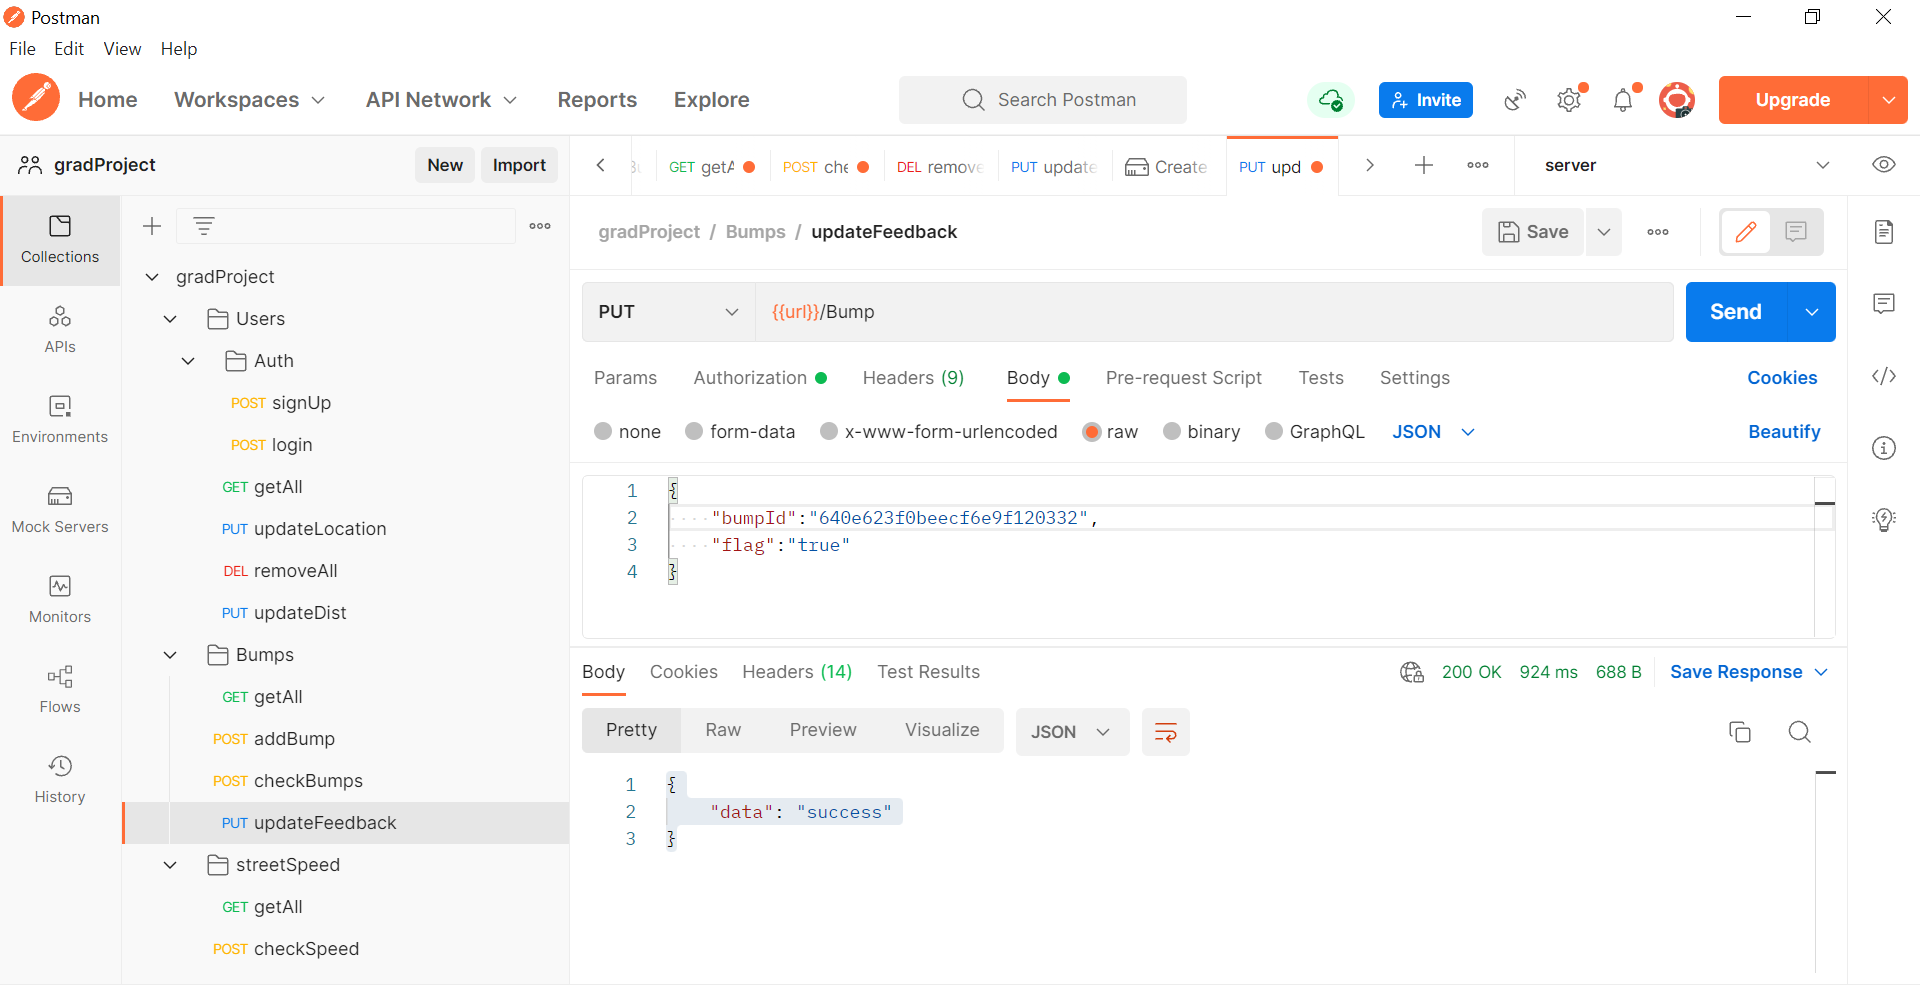 Postman
File Edit View Help
Home Workspaces API Network Reports Explore Search Postman Invite Upgrade
gradProject New Import
GET getA POST che DEL remove PUT update Create PUT upd server
Collections
APIs
Environments
Mock Servers
Monitors
Flows
History
gradProject
Users
Auth
POST signUp
POST login
GET getAll
PUT updateLocation
DEL removeAll
PUT updateDist
Bumps
GET getAll
POST addBump
POST checkBumps
PUT updateFeedback
streetSpeed
GET getAll
POST checkSpeed
gradProject / Bumps / updateFeedback Save
PUT {{url}}/Bump Send
Params Authorization Headers (9) Body Pre-request Script Tests Settings Cookies
none form-data x-www-form-urlencoded raw binary GraphQL JSON Beautify
1 {
2 "bumpId":"640e623f0beecf6e9f120332",
3 "flag":"true"
4 }
Body Cookies Headers (14) Test Results 200 OK 924 ms 688 B Save Response
Pretty Raw Preview Visualize JSON
1 {
2 "data": "success"
3 }